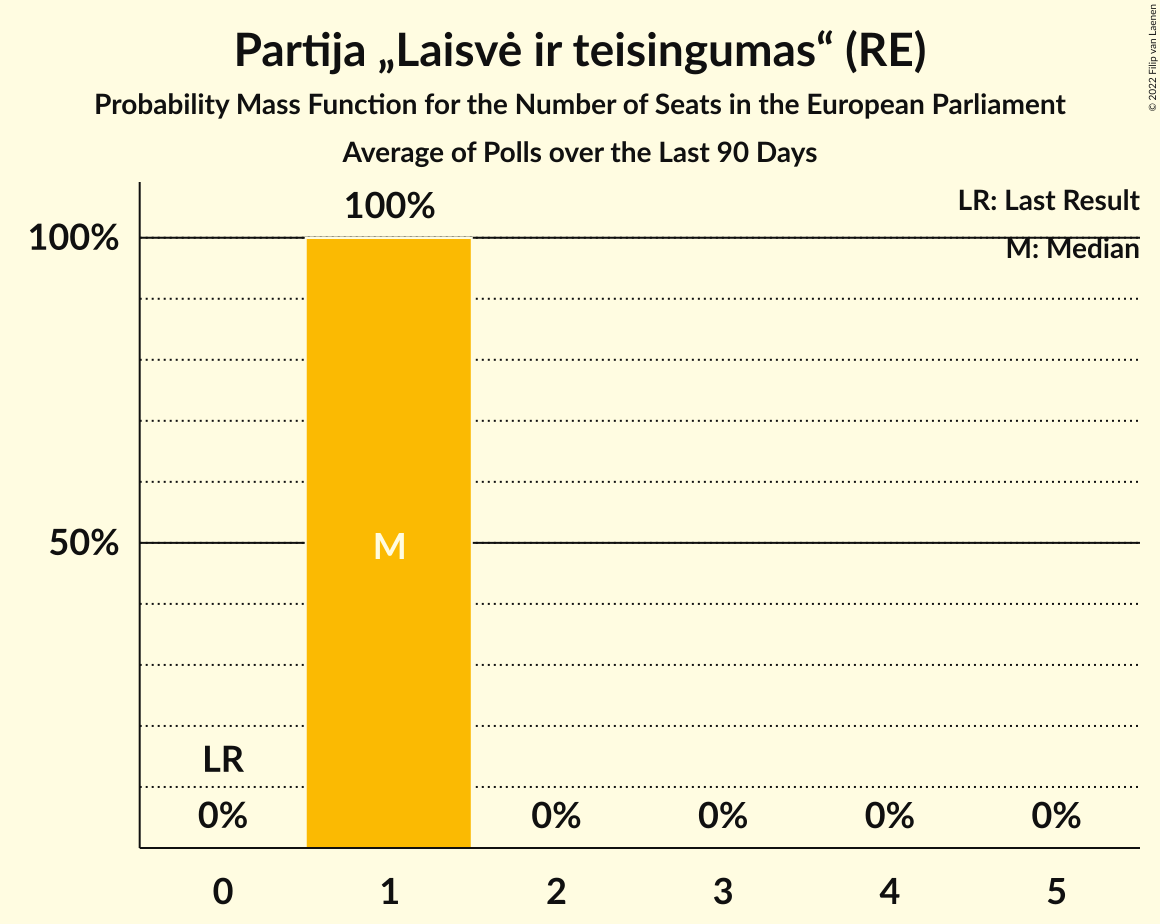 Partija „Laisvė ir teisingumas“ (RE)
Probability Mass Function for the Number of Seats in the European Parliament
Average of Polls over the Last 90 Days
© 2022 Filip van Laenen
LR: Last Result
M: Median
100%
100%
50%
M
LR
0%
0%
0%
0%
0%
0 1 2 3 4 5